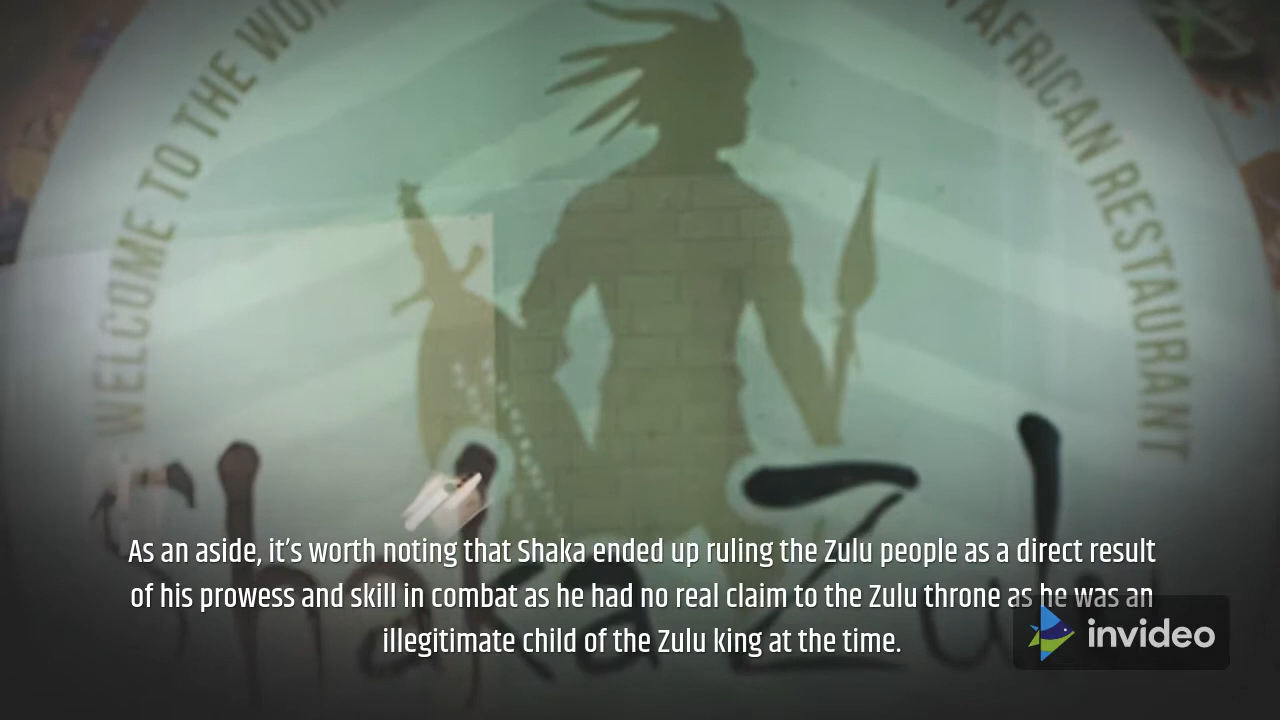 WELCOME TO THE
AFRICAN RESTAURANT
Shaka Zulu
As an aside, it’s worth noting that Shaka ended up ruling the Zulu people as a direct result
of his prowess and skill in combat as he had no real claim to the Zulu throne as he was an
illegitimate child of the Zulu king at the time.
invideo